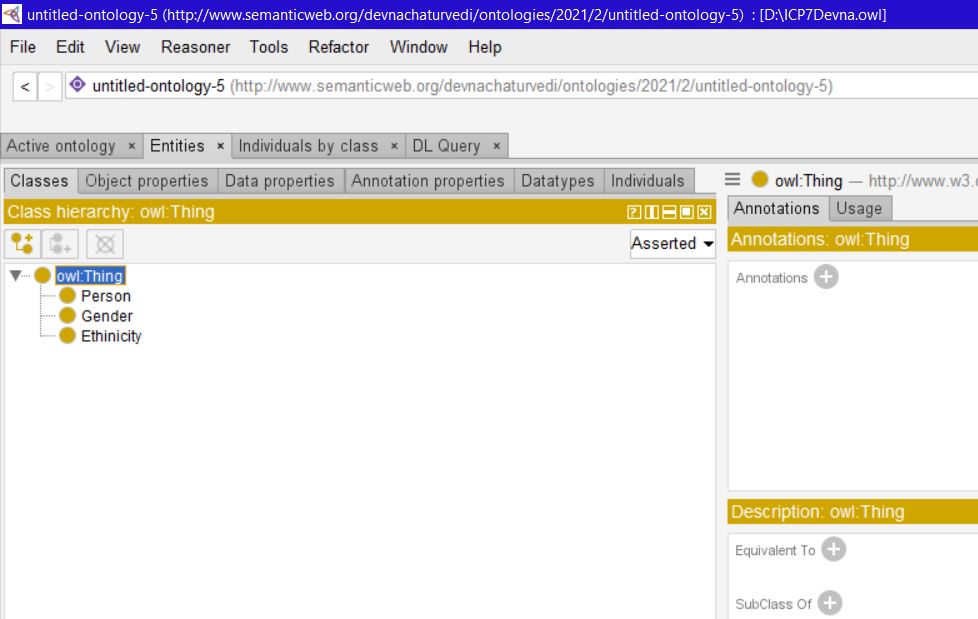 untitled-ontology-5 (http://www.semanticweb.org/devnachaturvedi/ontologies/2021/2/untitled-ontology-5) : [D:\ICP7Devna.owl]
File Edit View Reasoner Tools Refactor Window Help
< > untitled-ontology-5 (http://www.semanticweb.org/devnachaturvedi/ontologies/2021/2/untitled-ontology-5)
Active ontology × Entities × Individuals by class × DL Query ×
Classes Object properties Data properties Annotation properties Datatypes Individuals
Class hierarchy: owl:Thing
Asserted
owl:Thing
Person
Gender
Ethinicity
owl:Thing — http://www.w3.
Annotations Usage
Annotations: owl:Thing
Annotations
Description: owl:Thing
Equivalent To
SubClass Of